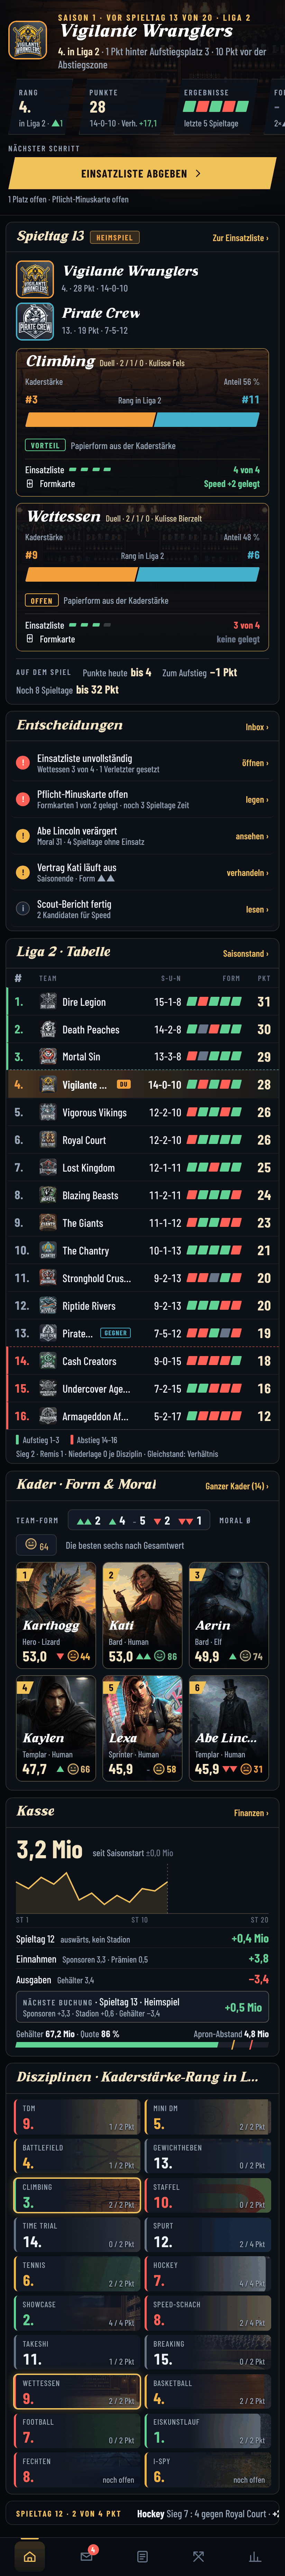 SAISON 1 · VOR SPIELTAG 13 VON 20 · LIGA 2
Vigilante Wranglers
4. in Liga 2 · 1 Pkt hinter Aufstiegsplatz 3 · 10 Pkt vor der
Abstiegszone
RANG
4.
in Liga 2 · ▲1
PUNKTE
28
14-0-10 · Verh. +17,1
ERGEBNISSE
letzte 5 Spieltage
NÄCHSTER SCHRITT
EINSATZLISTE ABGEBEN
1 Platz offen · Pflicht-Minuskarte offen
Spieltag 13 HEIMSPIEL Zur Einsatzliste ›
Vigilante Wranglers
4. · 28 Pkt · 14-0-10
Pirate Crew
13. · 19 Pkt · 7-5-12
Climbing Duell · 2 / 1 / 0 · Kulisse Fels
Kaderstärke Anteil 56 %
#3 Rang in Liga 2 #11
VORTEIL Papierform aus der Kaderstärke
Einsatzliste 4 von 4
Formkarte Speed +2 gelegt
Wettessen Duell · 2 / 1 / 0 · Kulisse Bierzelt
Kaderstärke Anteil 48 %
#9 Rang in Liga 2 #6
OFFEN Papierform aus der Kaderstärke
Einsatzliste 3 von 4
Formkarte keine gelegt
AUF DEM SPIEL Punkte heute bis 4 Zum Aufstieg −1 Pkt
Noch 8 Spieltage bis 32 Pkt
Entscheidungen Inbox ›
Einsatzliste unvollständig
Wettessen 3 von 4 · 1 Verletzter gesetzt
öffnen ›
Pflicht-Minuskarte offen
Formkarten 1 von 2 gelegt · noch 3 Spieltage Zeit
legen ›
Abe Lincoln verärgert
Moral 31 · 4 Spieltage ohne Einsatz
ansehen ›
Vertrag Kati läuft aus
Saisonende · Form ▲▲
verhandeln ›
Scout-Bericht fertig
2 Kandidaten für Speed
lesen ›
Liga 2 · Tabelle Saisonstand ›
# TEAM S-U-N FORM PKT
1. Dire Legion 15-1-8 31
2. Death Peaches 14-2-8 30
3. Mortal Sin 13-3-8 29
4. Vigilante ... DU 14-0-10 28
5. Vigorous Vikings 12-2-10 26
6. Royal Court 12-2-10 26
7. Lost Kingdom 12-1-11 25
8. Blazing Beasts 11-2-11 24
9. The Giants 11-1-12 23
10. The Chantry 10-1-13 21
11. Stronghold Crus... 9-2-13 20
12. Riptide Rivers 9-2-13 20
13. Pirate... GEGNER 7-5-12 19
14. Cash Creators 9-0-15 18
15. Undercover Age... 7-2-15 16
16. Armageddon Af... 5-2-17 12
Aufstieg 1–3 Abstieg 14–16
Sieg 2 · Remis 1 · Niederlage 0 je Disziplin · Gleichstand: Verhältnis
Kader · Form & Moral Ganzer Kader (14) ›
TEAM-FORM ▲▲ 2 ▲ 4 - 5 ▼ 2 ▼▼ 1 MORAL Ø
64 Die besten sechs nach Gesamtwert
1
Karthogg
Hero · Lizard
53,0 ▼ 44
2
Kati
Bard · Human
53,0 ▲▲ 86
3
Aerin
Bard · Elf
49,9 ▲ 74
4
Kaylen
Templar · Human
47,7 ▲ 66
5
Lexa
Sprinter · Human
45,9 - 58
6
Abe Linc...
Templar · Human
45,9 ▼▼ 31
Kasse Finanzen ›
3,2 Mio seit Saisonstart ±0,0 Mio
ST 1 ST 10 ST 20
Spieltag 12 auswärts, kein Stadion +0,4 Mio
Einnahmen Sponsoren 3,3 · Prämien 0,5 +3,8
Ausgaben Gehälter 3,4 −3,4
NÄCHSTE BUCHUNG · Spieltag 13 · Heimspiel
Sponsoren +3,3 · Stadion +0,6 · Gehälter −3,4
+0,5 Mio
Gehälter 67,2 Mio · Quote 86 % Apron-Abstand 4,8 Mio
Disziplinen · Kaderstärke-Rang in L...
TDM
9. 1 / 2 Pkt
MINI DM
5. 2 / 2 Pkt
BATTLEFIELD
4. 1 / 2 Pkt
GEWICHTHEBEN
13. 0 / 2 Pkt
CLIMBING
3. 2 / 2 Pkt
STAFFEL
10. 0 / 2 Pkt
TIME TRIAL
14. 0 / 2 Pkt
SPURT
12. 2 / 4 Pkt
TENNIS
6. 2 / 2 Pkt
HOCKEY
7. 4 / 4 Pkt
SHOWCASE
2. 4 / 4 Pkt
SPEED-SCHACH
8. 2 / 4 Pkt
TAKESHI
11. 1 / 2 Pkt
BREAKING
15. 0 / 2 Pkt
WETTESSEN
9. 2 / 2 Pkt
BASKETBALL
4. 2 / 2 Pkt
FOOTBALL
7. 0 / 2 Pkt
EISKUNSTLAUF
1. 2 / 2 Pkt
FECHTEN
8. noch offen
I-SPY
6. noch offen
SPIELTAG 12 · 2 VON 4 PKT Hockey Sieg 7 : 4 gegen Royal Court ·
4